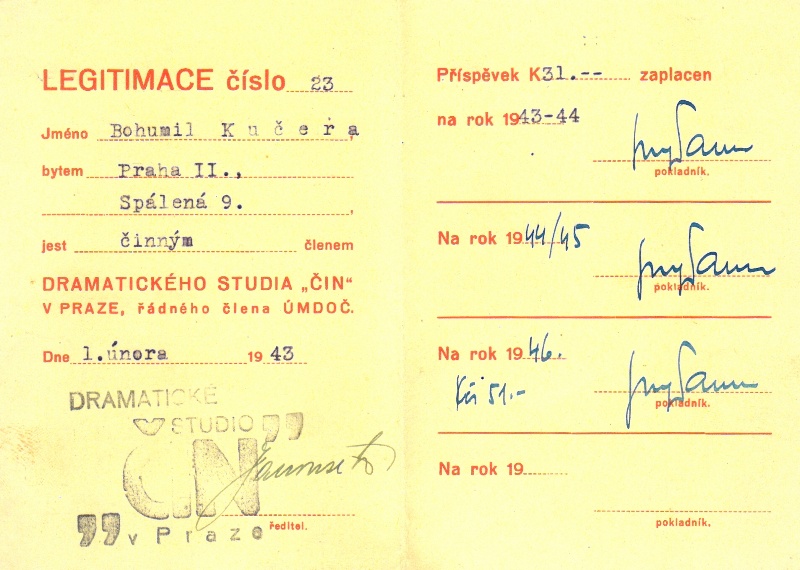 LEGITIMACE číslo 23
Jméno Bohumil Kučera,
bytem Praha II.,
Spálená 9.,
jest činným členem
DRAMATICKÉHO STUDIA „ČIN“
V PRAZE, řádného člena ÚMDOČ.
Dne 1.února 1943
DRAMATICKÉ
STUDIO
„ČIN”
v Praze
ředitel.
Příspěvek K31.-- zaplacen
na rok 1943-44
pokladník.
Na rok 1944/45
pokladník.
Na rok 1946.
Kčs 51.-
pokladník.
Na rok 19
pokladník.